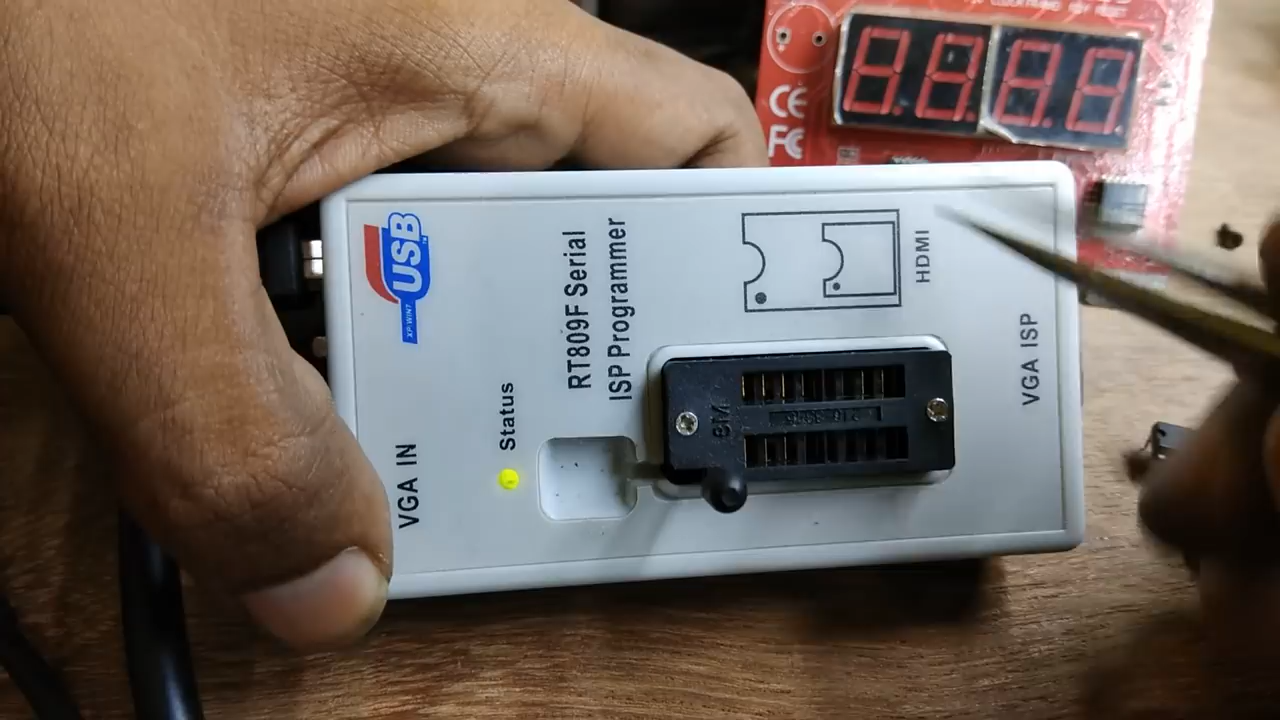 USB
XP.WIN7
RT809F Serial
ISP Programmer
HDMI
VGA IN
Status
VGA ISP
CE
FC